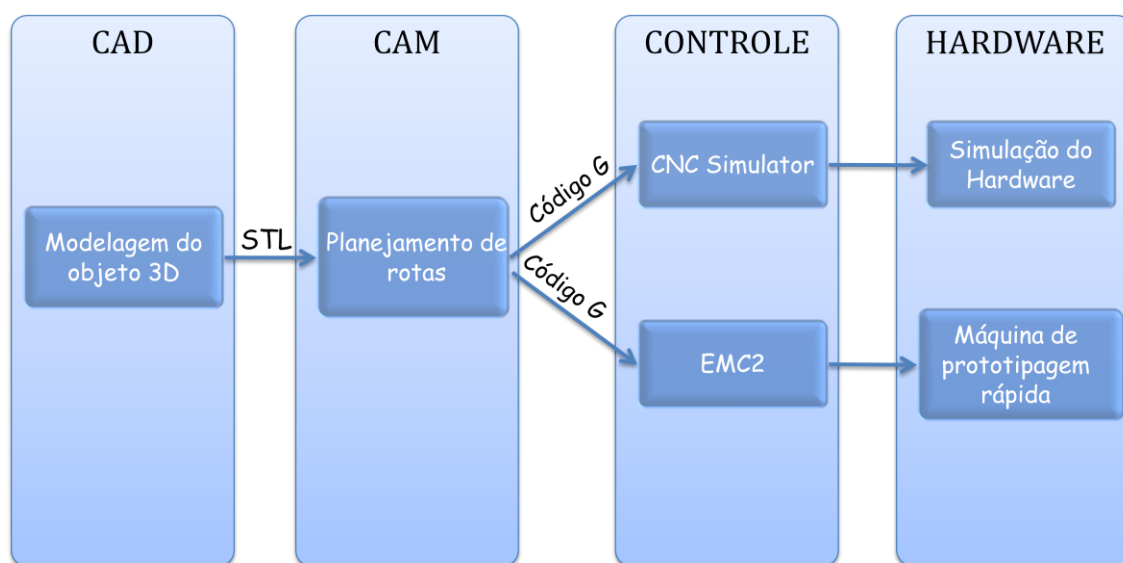 CAD
CAM
CONTROLE
HARDWARE
Modelagem do
objeto 3D
STL
Planejamento de
rotas
Código G
Código G
CNC Simulator
Simulação do
Hardware
EMC2
Máquina de
prototipagem
rápida